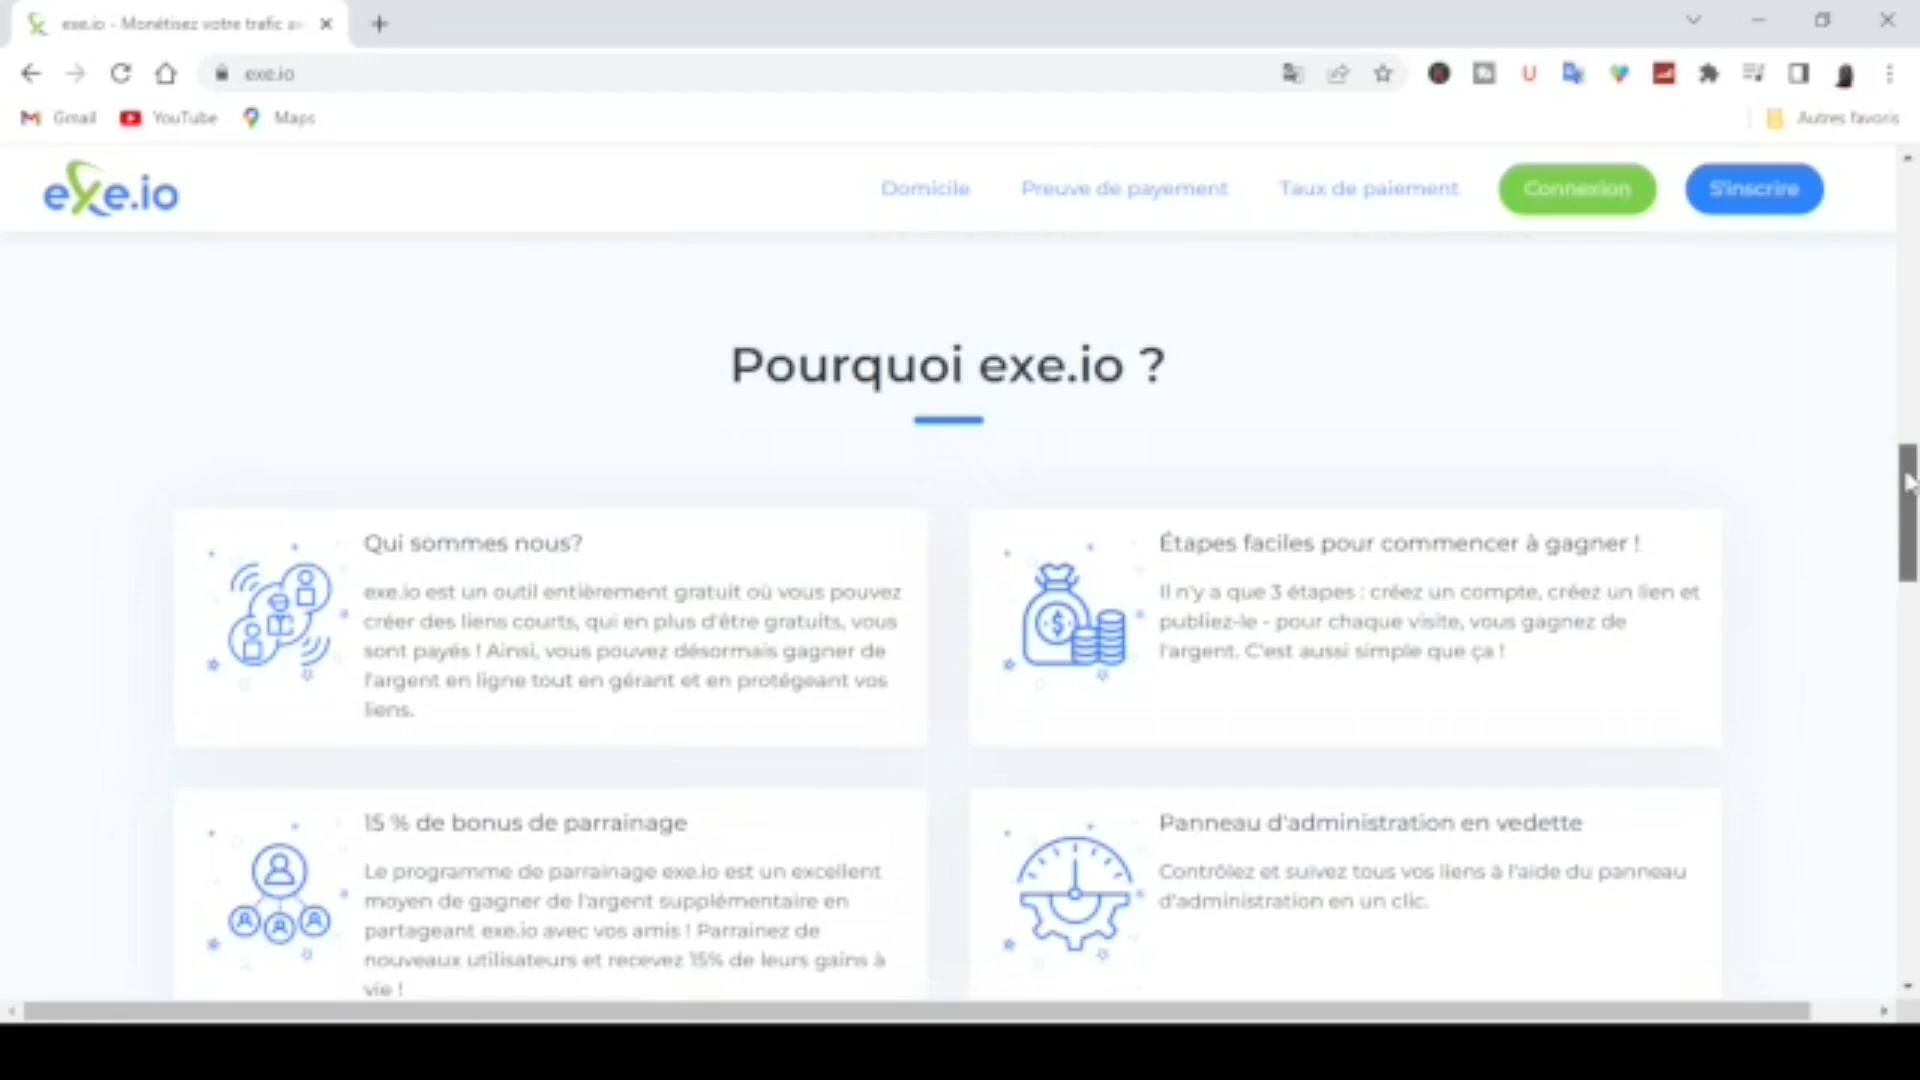 exe.io - Monétisez votre trafic a
exe.io
Gmail YouTube Maps Autres favoris
exe.io Domicile Preuve de payement Taux de paiement Connexion S'inscrire
Pourquoi exe.io ?
Qui sommes nous?
exe.io est un outil entièrement gratuit où vous pouvez
créer des liens courts, qui en plus d'être gratuits, vous
sont payés ! Ainsi, vous pouvez désormais gagner de
l'argent en ligne tout en gérant et en protégeant vos
liens.
Étapes faciles pour commencer à gagner !
Il n'y a que 3 étapes : créez un compte, créez un lien et
publiez-le - pour chaque visite, vous gagnez de
l'argent. C'est aussi simple que ça !
15 % de bonus de parrainage
Le programme de parrainage exe.io est un excellent
moyen de gagner de l'argent supplémentaire en
partageant exe.io avec vos amis ! Parrainez de
nouveaux utilisateurs et recevez 15% de leurs gains à
vie !
Panneau d'administration en vedette
Contrôlez et suivez tous vos liens à l'aide du panneau
d'administration en un clic.